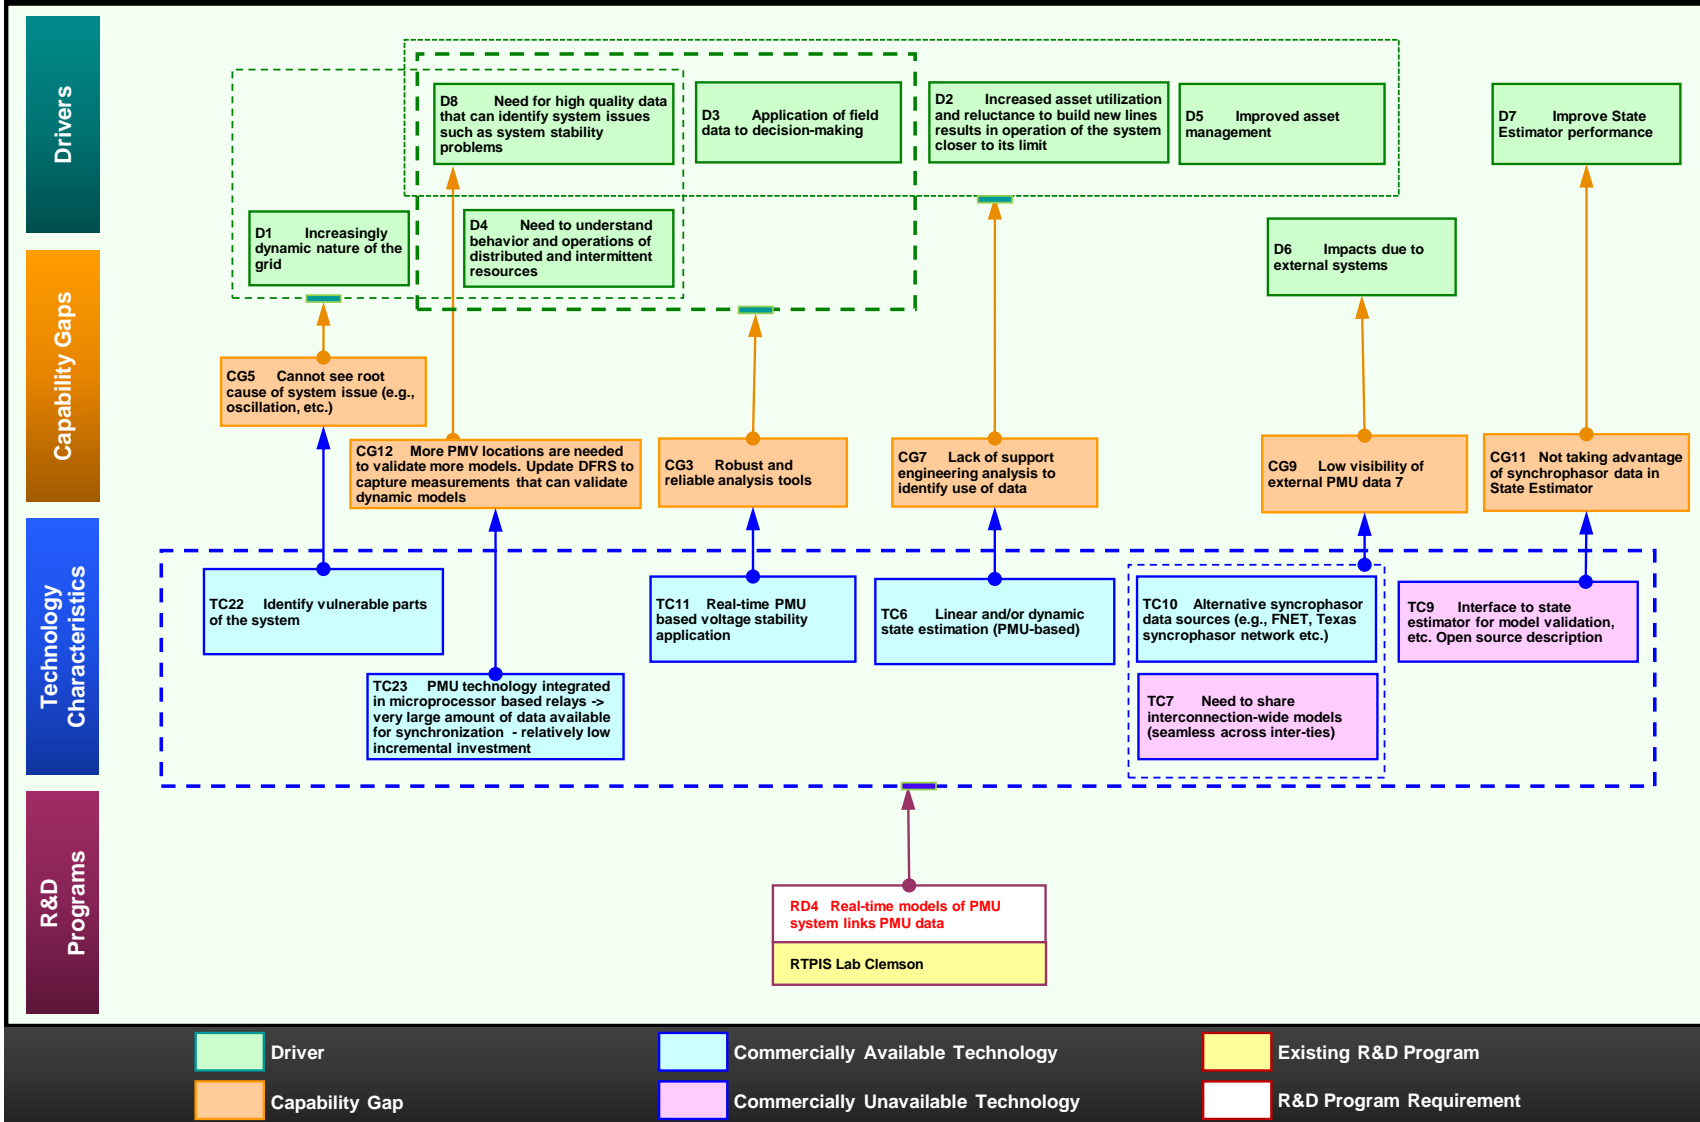 Drivers
D8 Need for high quality data
that can identify system issues
such as system stability
problems
D3 Application of field
data to decision-making
D2 Increased asset utilization
and reluctance to build new lines
results in operation of the system
closer to its limit
D5 Improved asset
management
D7 Improve State
Estimator performance
D1 Increasingly
dynamic nature of the
grid
D4 Need to understand
behavior and operations of
distributed and intermittent
resources
D6 Impacts due to
external systems
Capability Gaps
CG5 Cannot see root
cause of system issue (e.g.,
oscillation, etc.)
CG12 More PMV locations are needed
to validate more models. Update DFRS to
capture measurements that can validate
dynamic models
CG3 Robust and
reliable analysis tools
CG7 Lack of support
engineering analysis to
identify use of data
CG9 Low visibility of
external PMU data 7
CG11 Not taking advantage
of synchrophasor data in
State Estimator
Technology
Characteristics
TC22 Identify vulnerable parts
of the system
TC23 PMU technology integrated
in microprocessor based relays ->
very large amount of data available
for synchronization - relatively low
incremental investment
TC11 Real-time PMU
based voltage stability
application
TC6 Linear and/or dynamic
state estimation (PMU-based)
TC10 Alternative syncrophasor
data sources (e.g., FNET, Texas
syncrophasor network etc.)
TC7 Need to share
interconnection-wide models
(seamless across inter-ties)
TC9 Interface to state
estimator for model validation,
etc. Open source description
R&D
Programs
RD4 Real-time models of PMU
system links PMU data
RTPIS Lab Clemson
Driver
Commercially Available Technology
Existing R&D Program
Capability Gap
Commercially Unavailable Technology
R&D Program Requirement